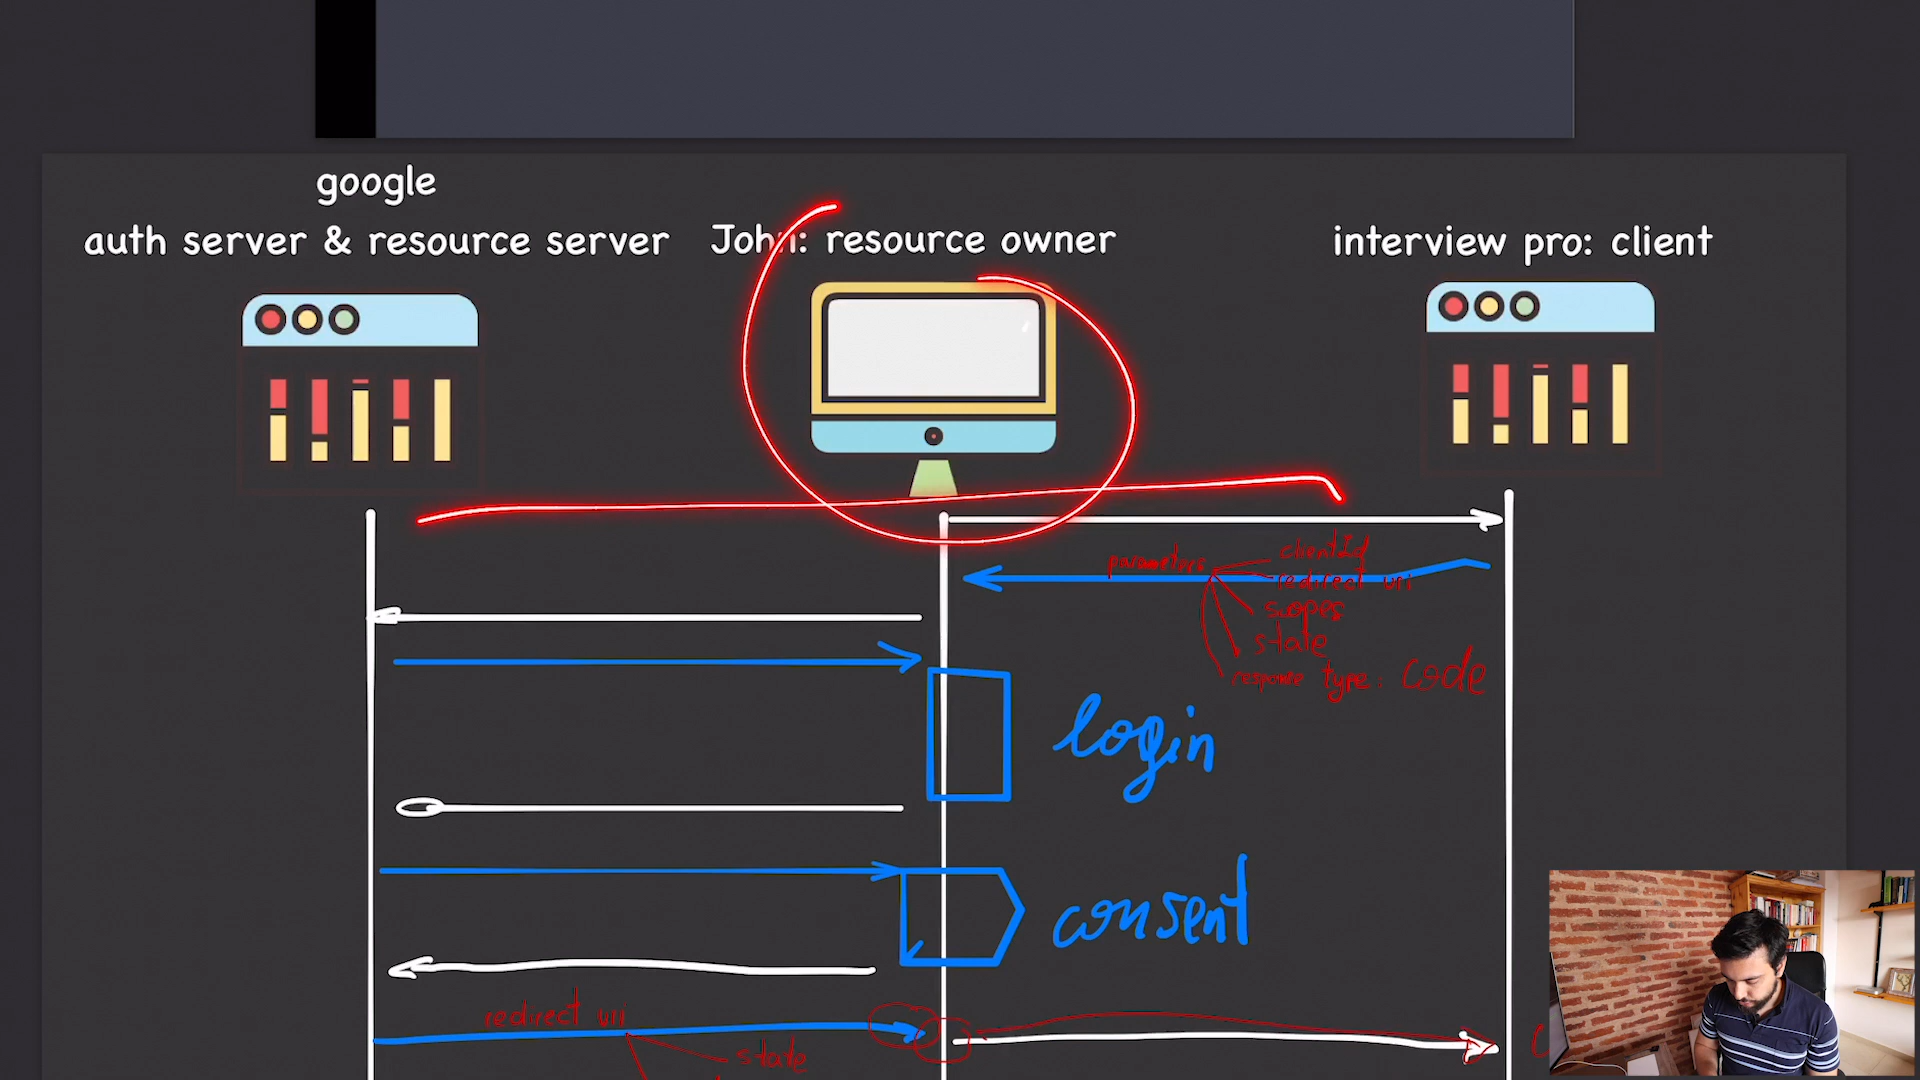 google
auth server & resource server
John: resource owner
interview pro: client
parameters
clientId
redirect uri
scopes
state
response type: code
login
consent
redirect uri
state